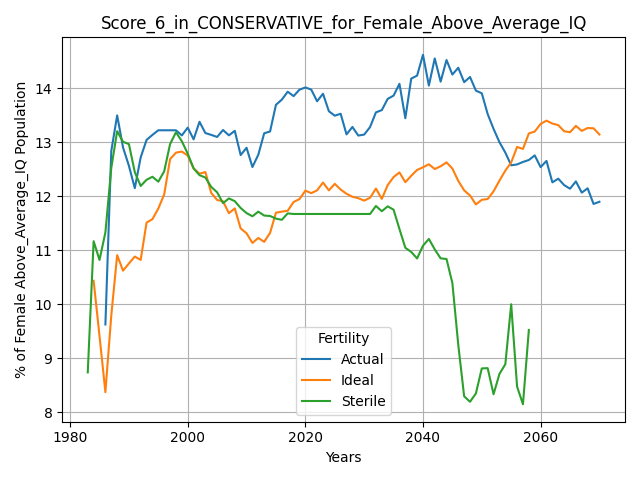 Score_6_in_CONSERVATIVE_for_Female_Above_Average_IQ
% of Female Above_Average_IQ Population
14
13
12
11
10
9
8
1980
2000
2020
2040
2060
Years
Fertility
Actual
Ideal
Sterile